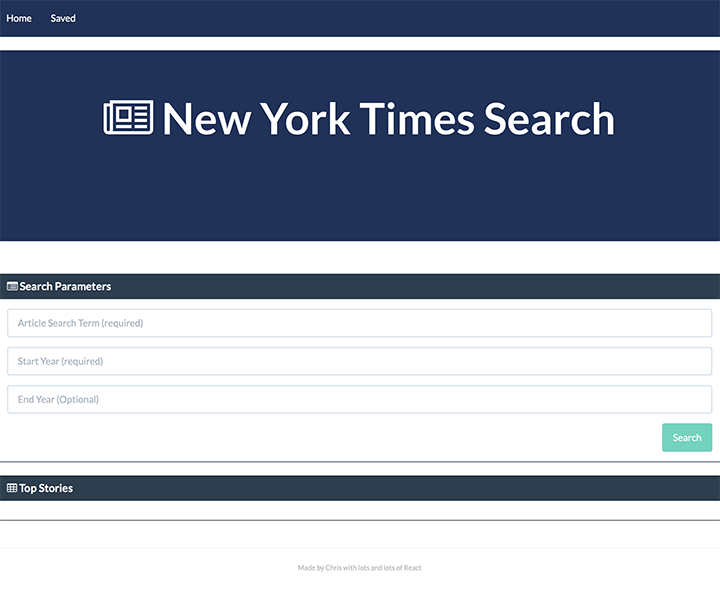 Home Saved
New York Times Search
Search Parameters
Article Search Term (required)
Start Year (required)
End Year (Optional)
Search
Top Stories
Made by Chris with lots and lots of React